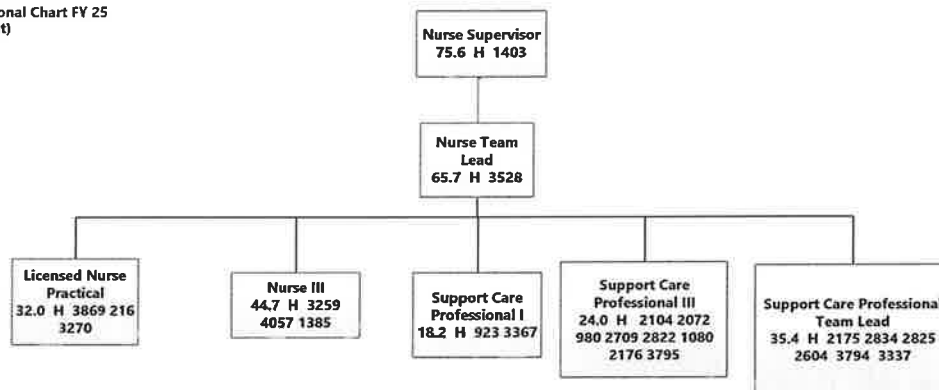 onal Chart FY 25
t)
Nurse Supervisor
75.6 H 1403
Nurse Team
Lead
65.7 H 3528
Licensed Nurse
Practical
32.0 H 3869 216
3270
Nurse III
44.7 H 3259
4057 1385
Support Care
Professional I
18.2 H 923 3367
Support Care
Professional III
24.0 H 2104 2072
980 2709 2822 1080
2176 3795
Support Care Professional
Team Lead
35.4 H 2175 2834 2825
2604 3794 3337